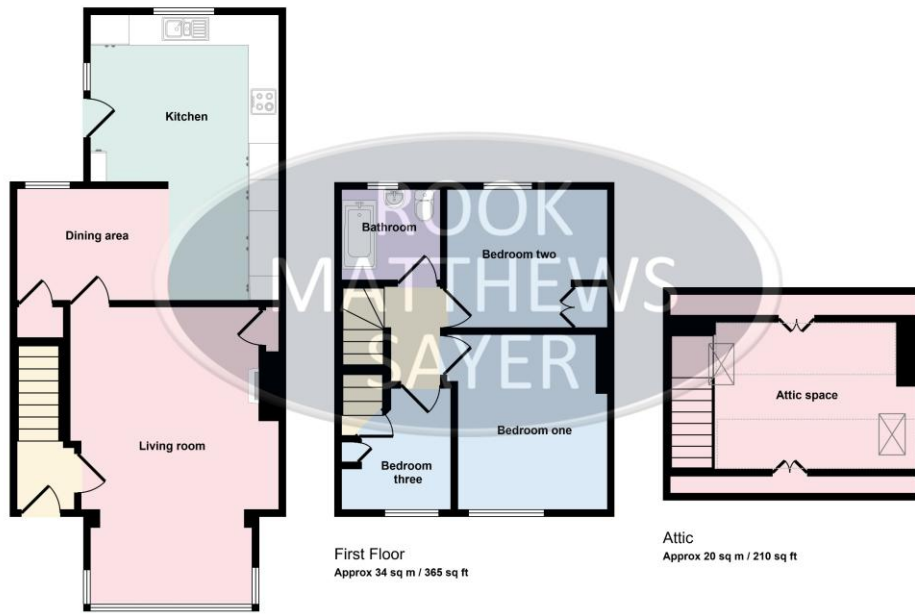 Kitchen
Dining area
Living room
ROOK
MATTHEWS
SAYER
Bathroom
Bedroom two
Bedroom one
Bedroom
three
First Floor
Approx 34 sq m / 365 sq ft
Attic space
Attic
Approx 20 sq m / 210 sq ft